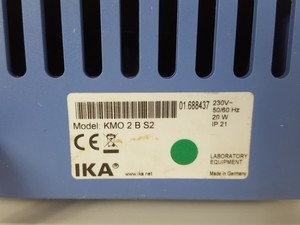 01.688437
230V~
50/60 Hz
20 W
IP 21
Model: KMO 2 B S2
CE
IKA®
www.ika.net
LABORATORY
EQUIPMENT
Made in Germany